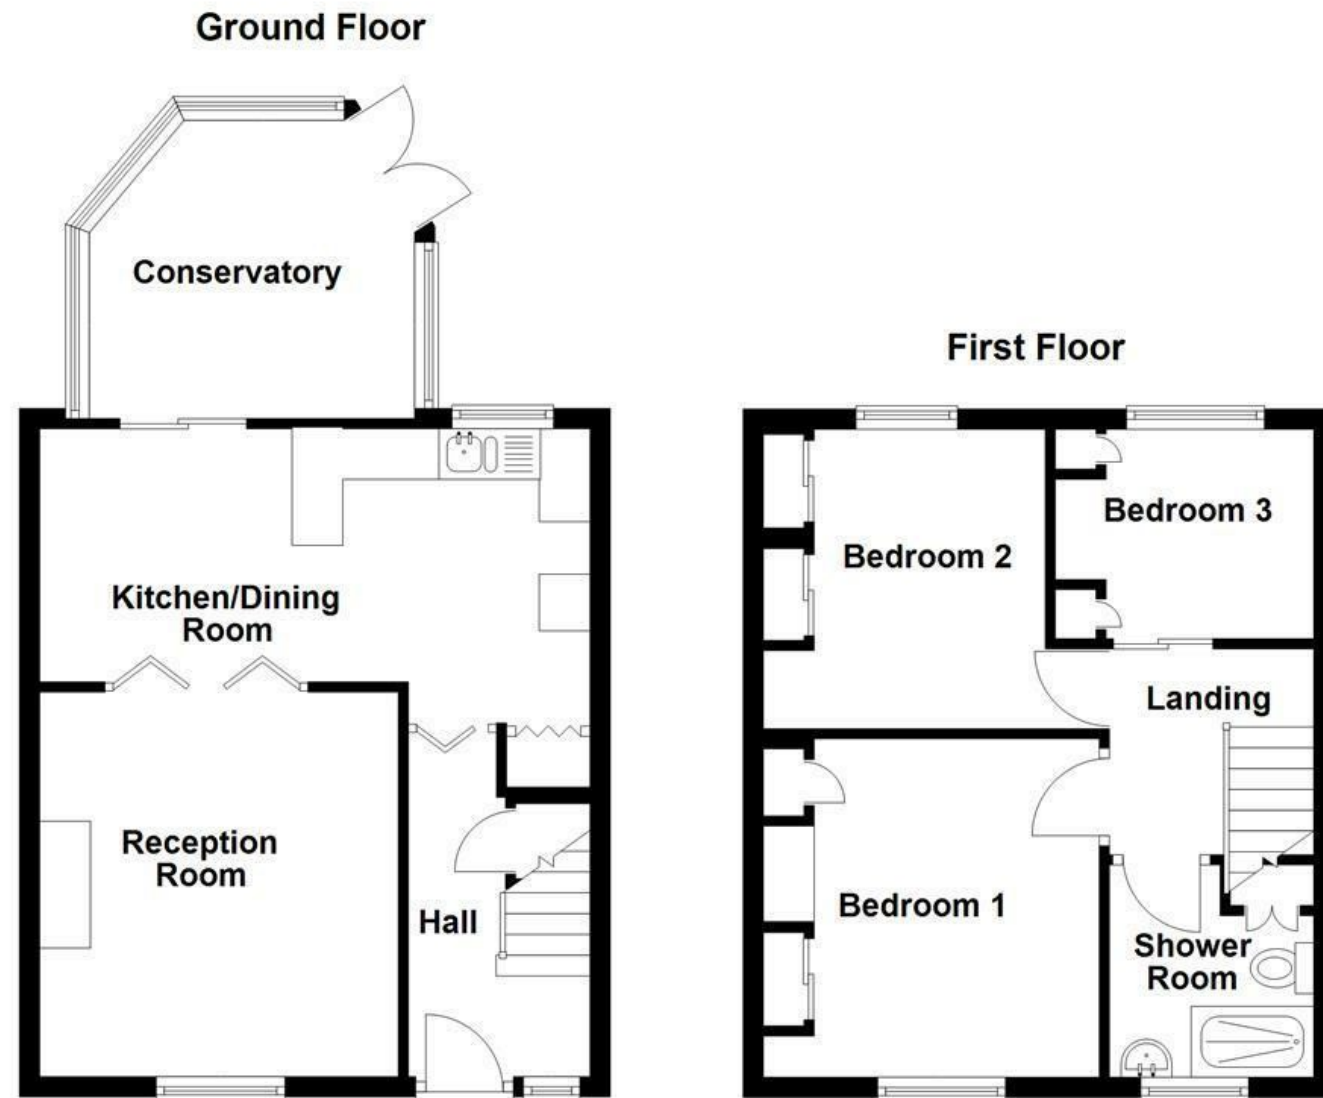 Ground Floor
Conservatory
Kitchen/Dining
Room
Reception
Room
Hall
First Floor
Bedroom 3
Bedroom 2
Landing
Bedroom 1
Shower
Room